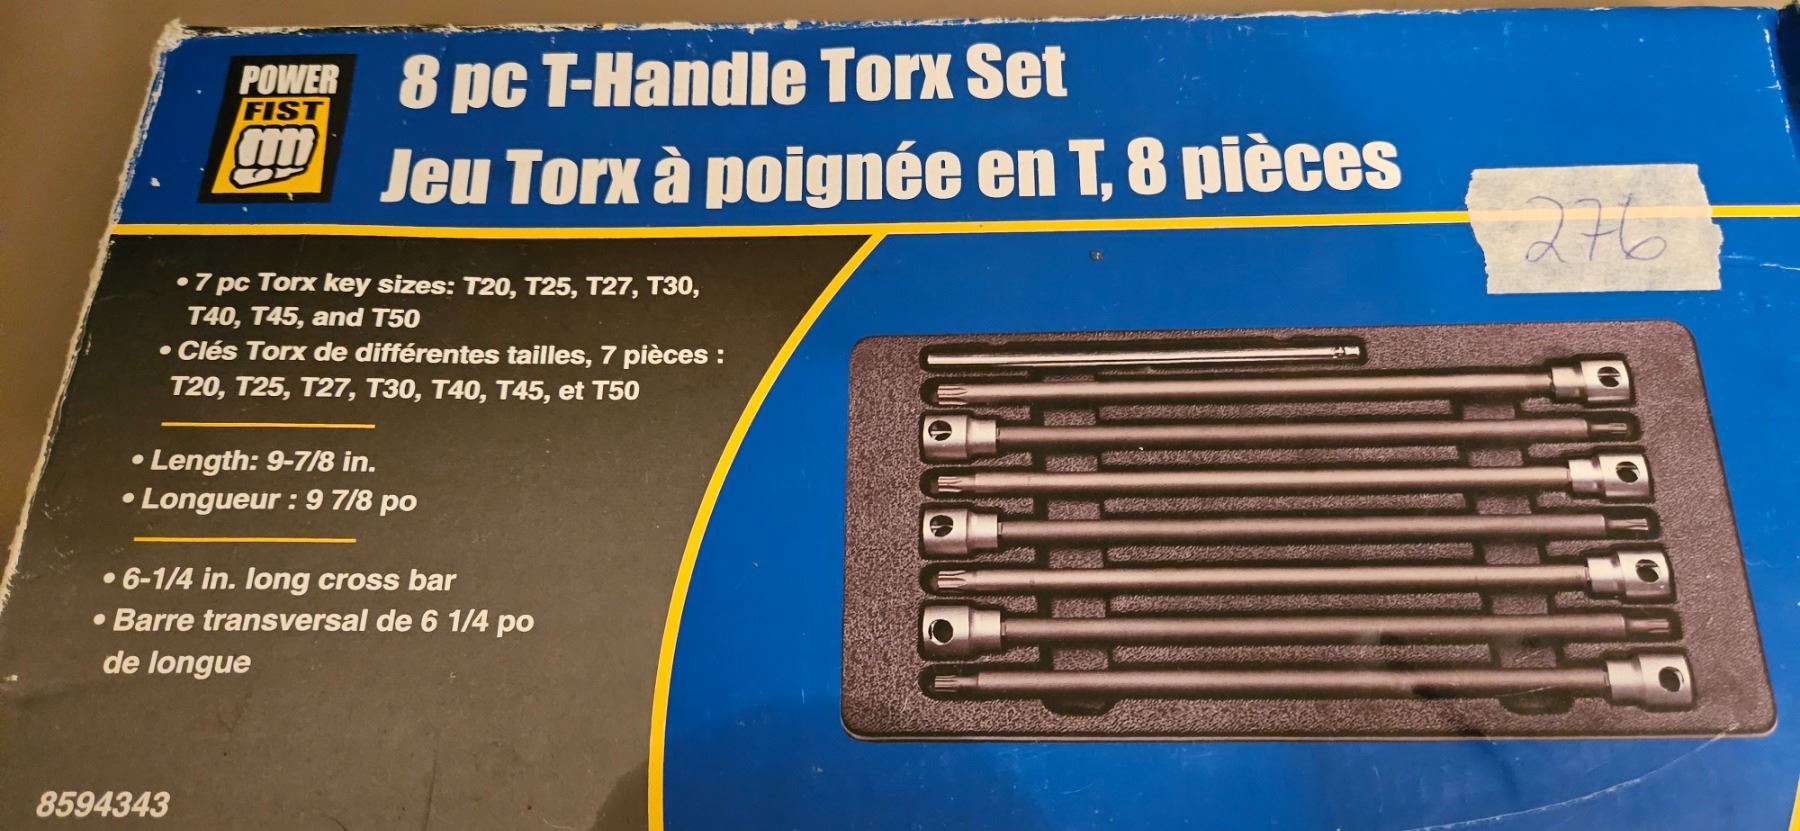 POWER
FIST
8 pc T-Handle Torx Set
Jeu Torx à poignée en T, 8 pièces
276
• 7 pc Torx key sizes: T20, T25, T27, T30,
T40, T45, and T50
• Clés Torx de différentes tailles, 7 pièces :
T20, T25, T27, T30, T40, T45, et T50
• Length: 9-7/8 in.
• Longueur : 9 7/8 po
• 6-1/4 in. long cross bar
• Barre transversal de 6 1/4 po
de longue
8594343